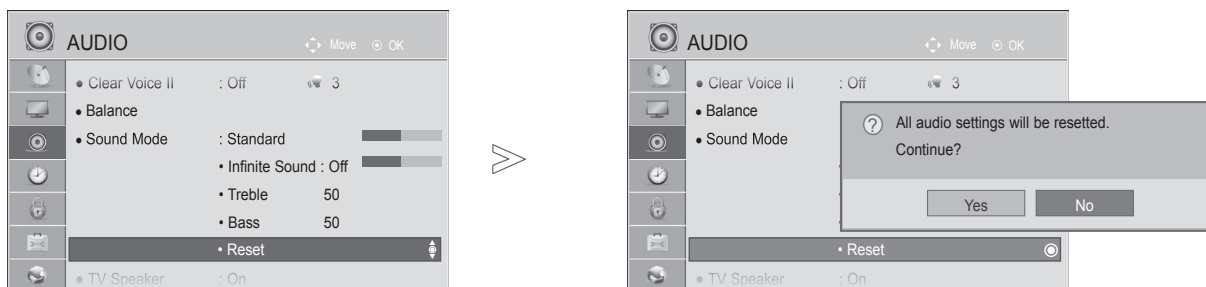 AUDIO
Move OK
• Clear Voice II : Off 3
• Balance
• Sound Mode : Standard
• Infinite Sound : Off
• Treble 50
• Bass 50
• Reset
• TV Speaker : On
AUDIO
Move OK
• Clear Voice II : Off 3
• Balance
• Sound Mode
All audio settings will be resetted.
Continue?
Yes No
• Reset
• TV Speaker : On